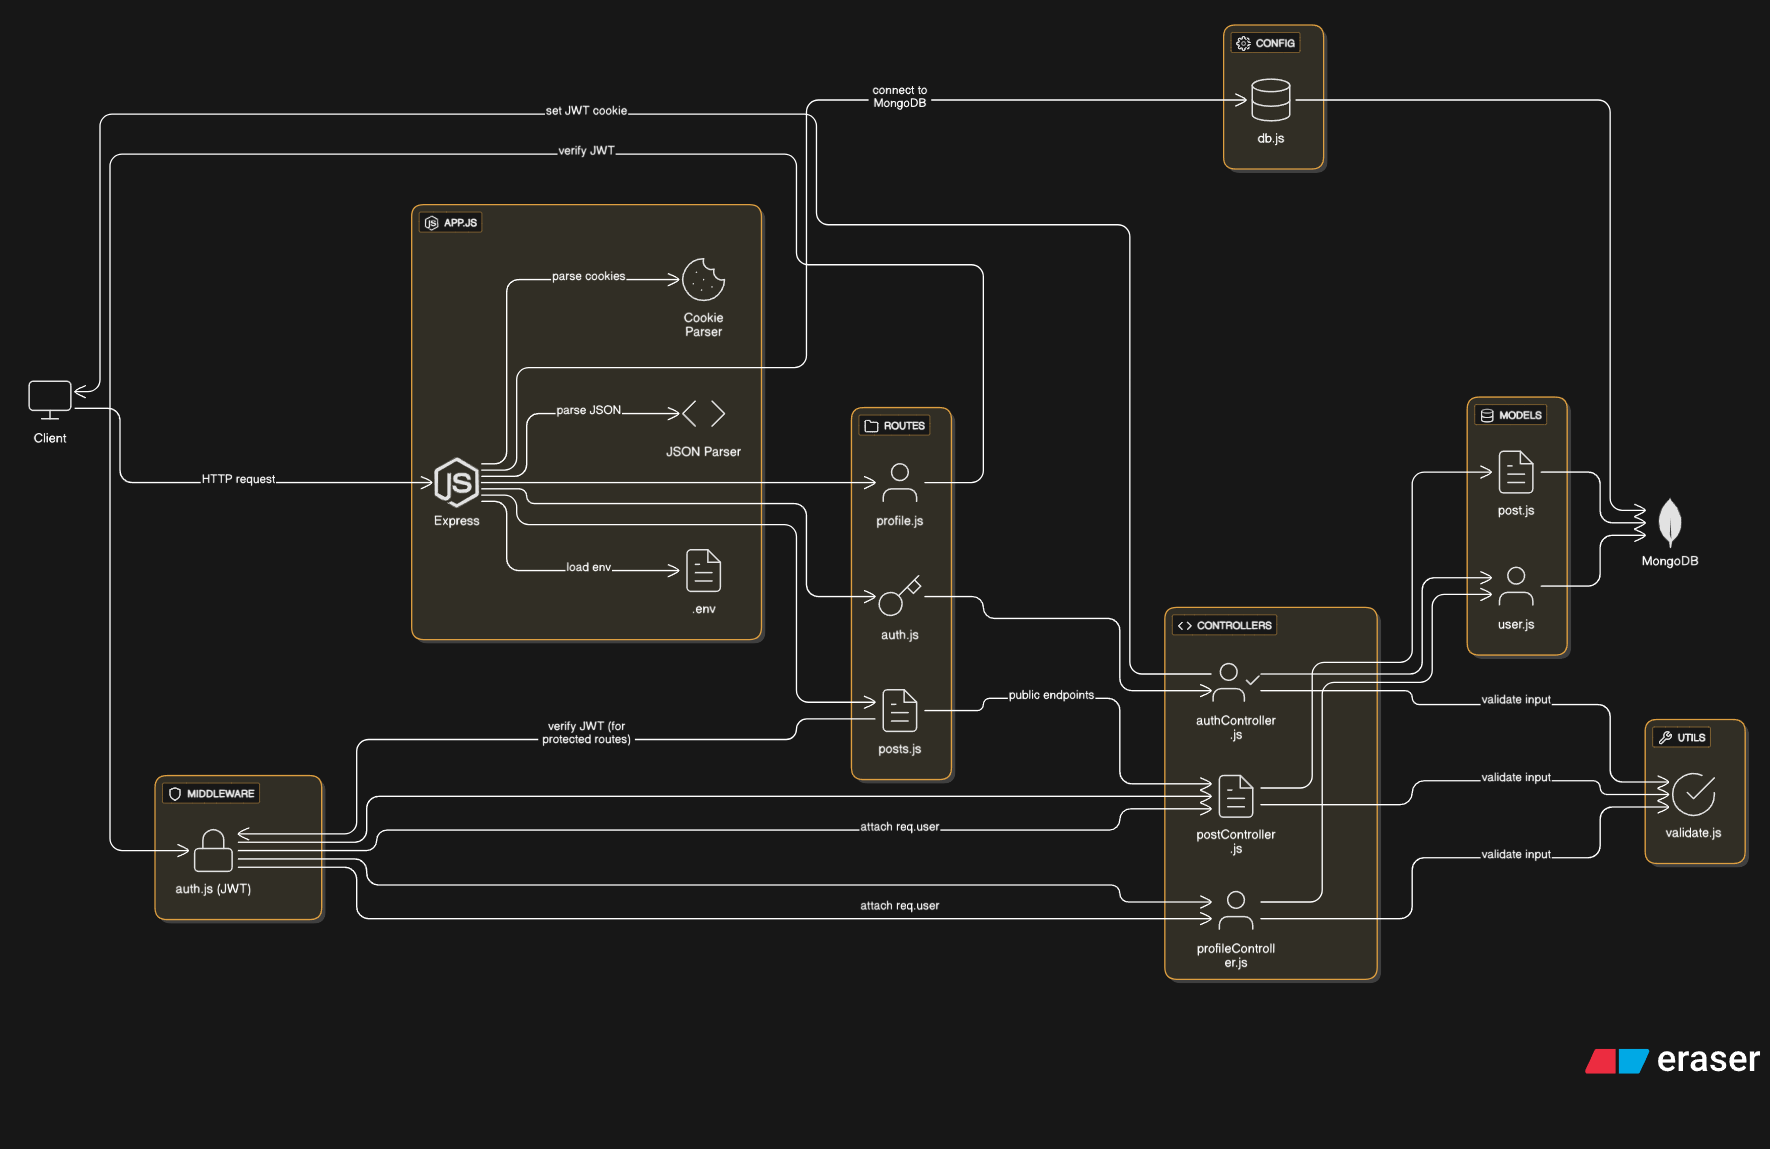 CONFIG
connect to
MongoDB
db.js
set JWT cookie
verify JWT
APP.JS
parse cookies
Cookie
Parser
parse JSON
JSON Parser
Client
HTTP request
Express
load env
.env
ROUTES
profile.js
auth.js
posts.js
MODELS
post.js
user.js
MongoDB
CONTROLLERS
authController
.js
public endpoints
postController
.js
profileControll
er.js
verify JWT (for
protected routes)
MIDDLEWARE
auth.js (JWT)
attach req.user
attach req.user
validate input
validate input
validate input
UTILS
validate.js
eraser